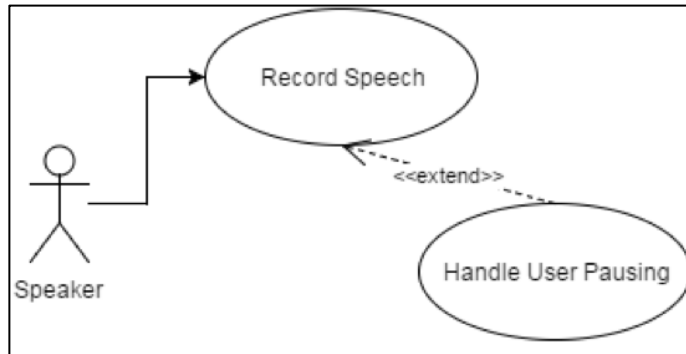 Record Speech
<<extend>>
Handle User Pausing
Speaker